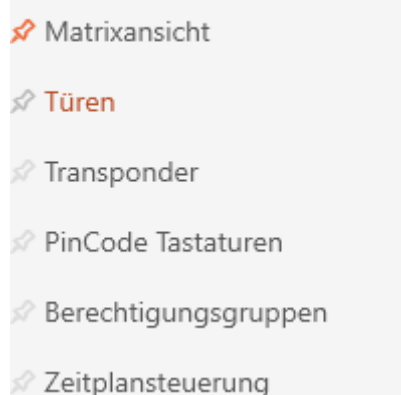 Matrixansicht
Türen
Transponder
PinCode Tastaturen
Berechtigungsgruppen
Zeitplansteuerung